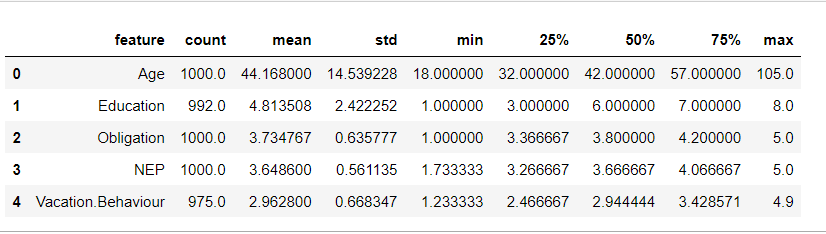 feature count mean std min 25% 50% 75% max
0 Age 1000.0 44.168000 14.539228 18.000000 32.000000 42.000000 57.000000 105.0
1 Education 992.0 4.813508 2.422252 1.000000 3.000000 6.000000 7.000000 8.0
2 Obligation 1000.0 3.734767 0.635777 1.000000 3.366667 3.800000 4.200000 5.0
3 NEP 1000.0 3.648600 0.561135 1.733333 3.266667 3.666667 4.066667 5.0
4 Vacation.Behaviour 975.0 2.962800 0.668347 1.233333 2.466667 2.944444 3.428571 4.9